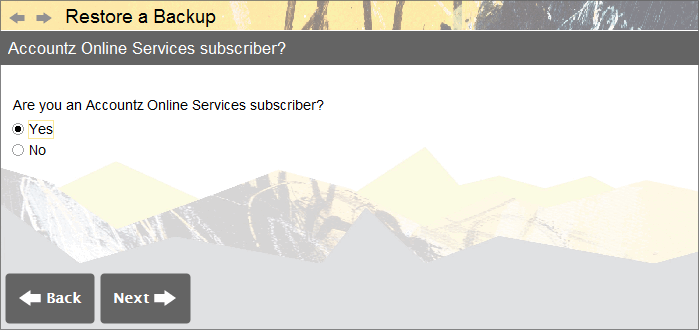 Restore a Backup
Accountz Online Services subscriber?
Are you an Accountz Online Services subscriber?
Yes
No
Back Next